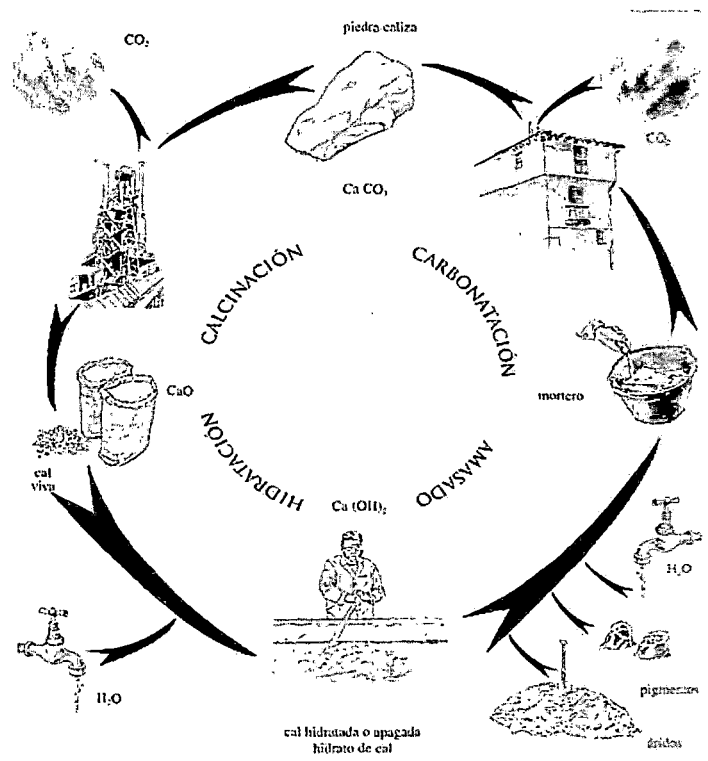 CO₂
piedra caliza
CO₂
Ca CO₃
CALCINACIÓN
CARBONATACIÓN
CaO
mortero
cal
viva
HIDRATACIÓN
AMASADO
Ca (OH)₂
H₂O
H₂O
pigmentos
cal hidratada o apagada
hidrato de cal
áridos